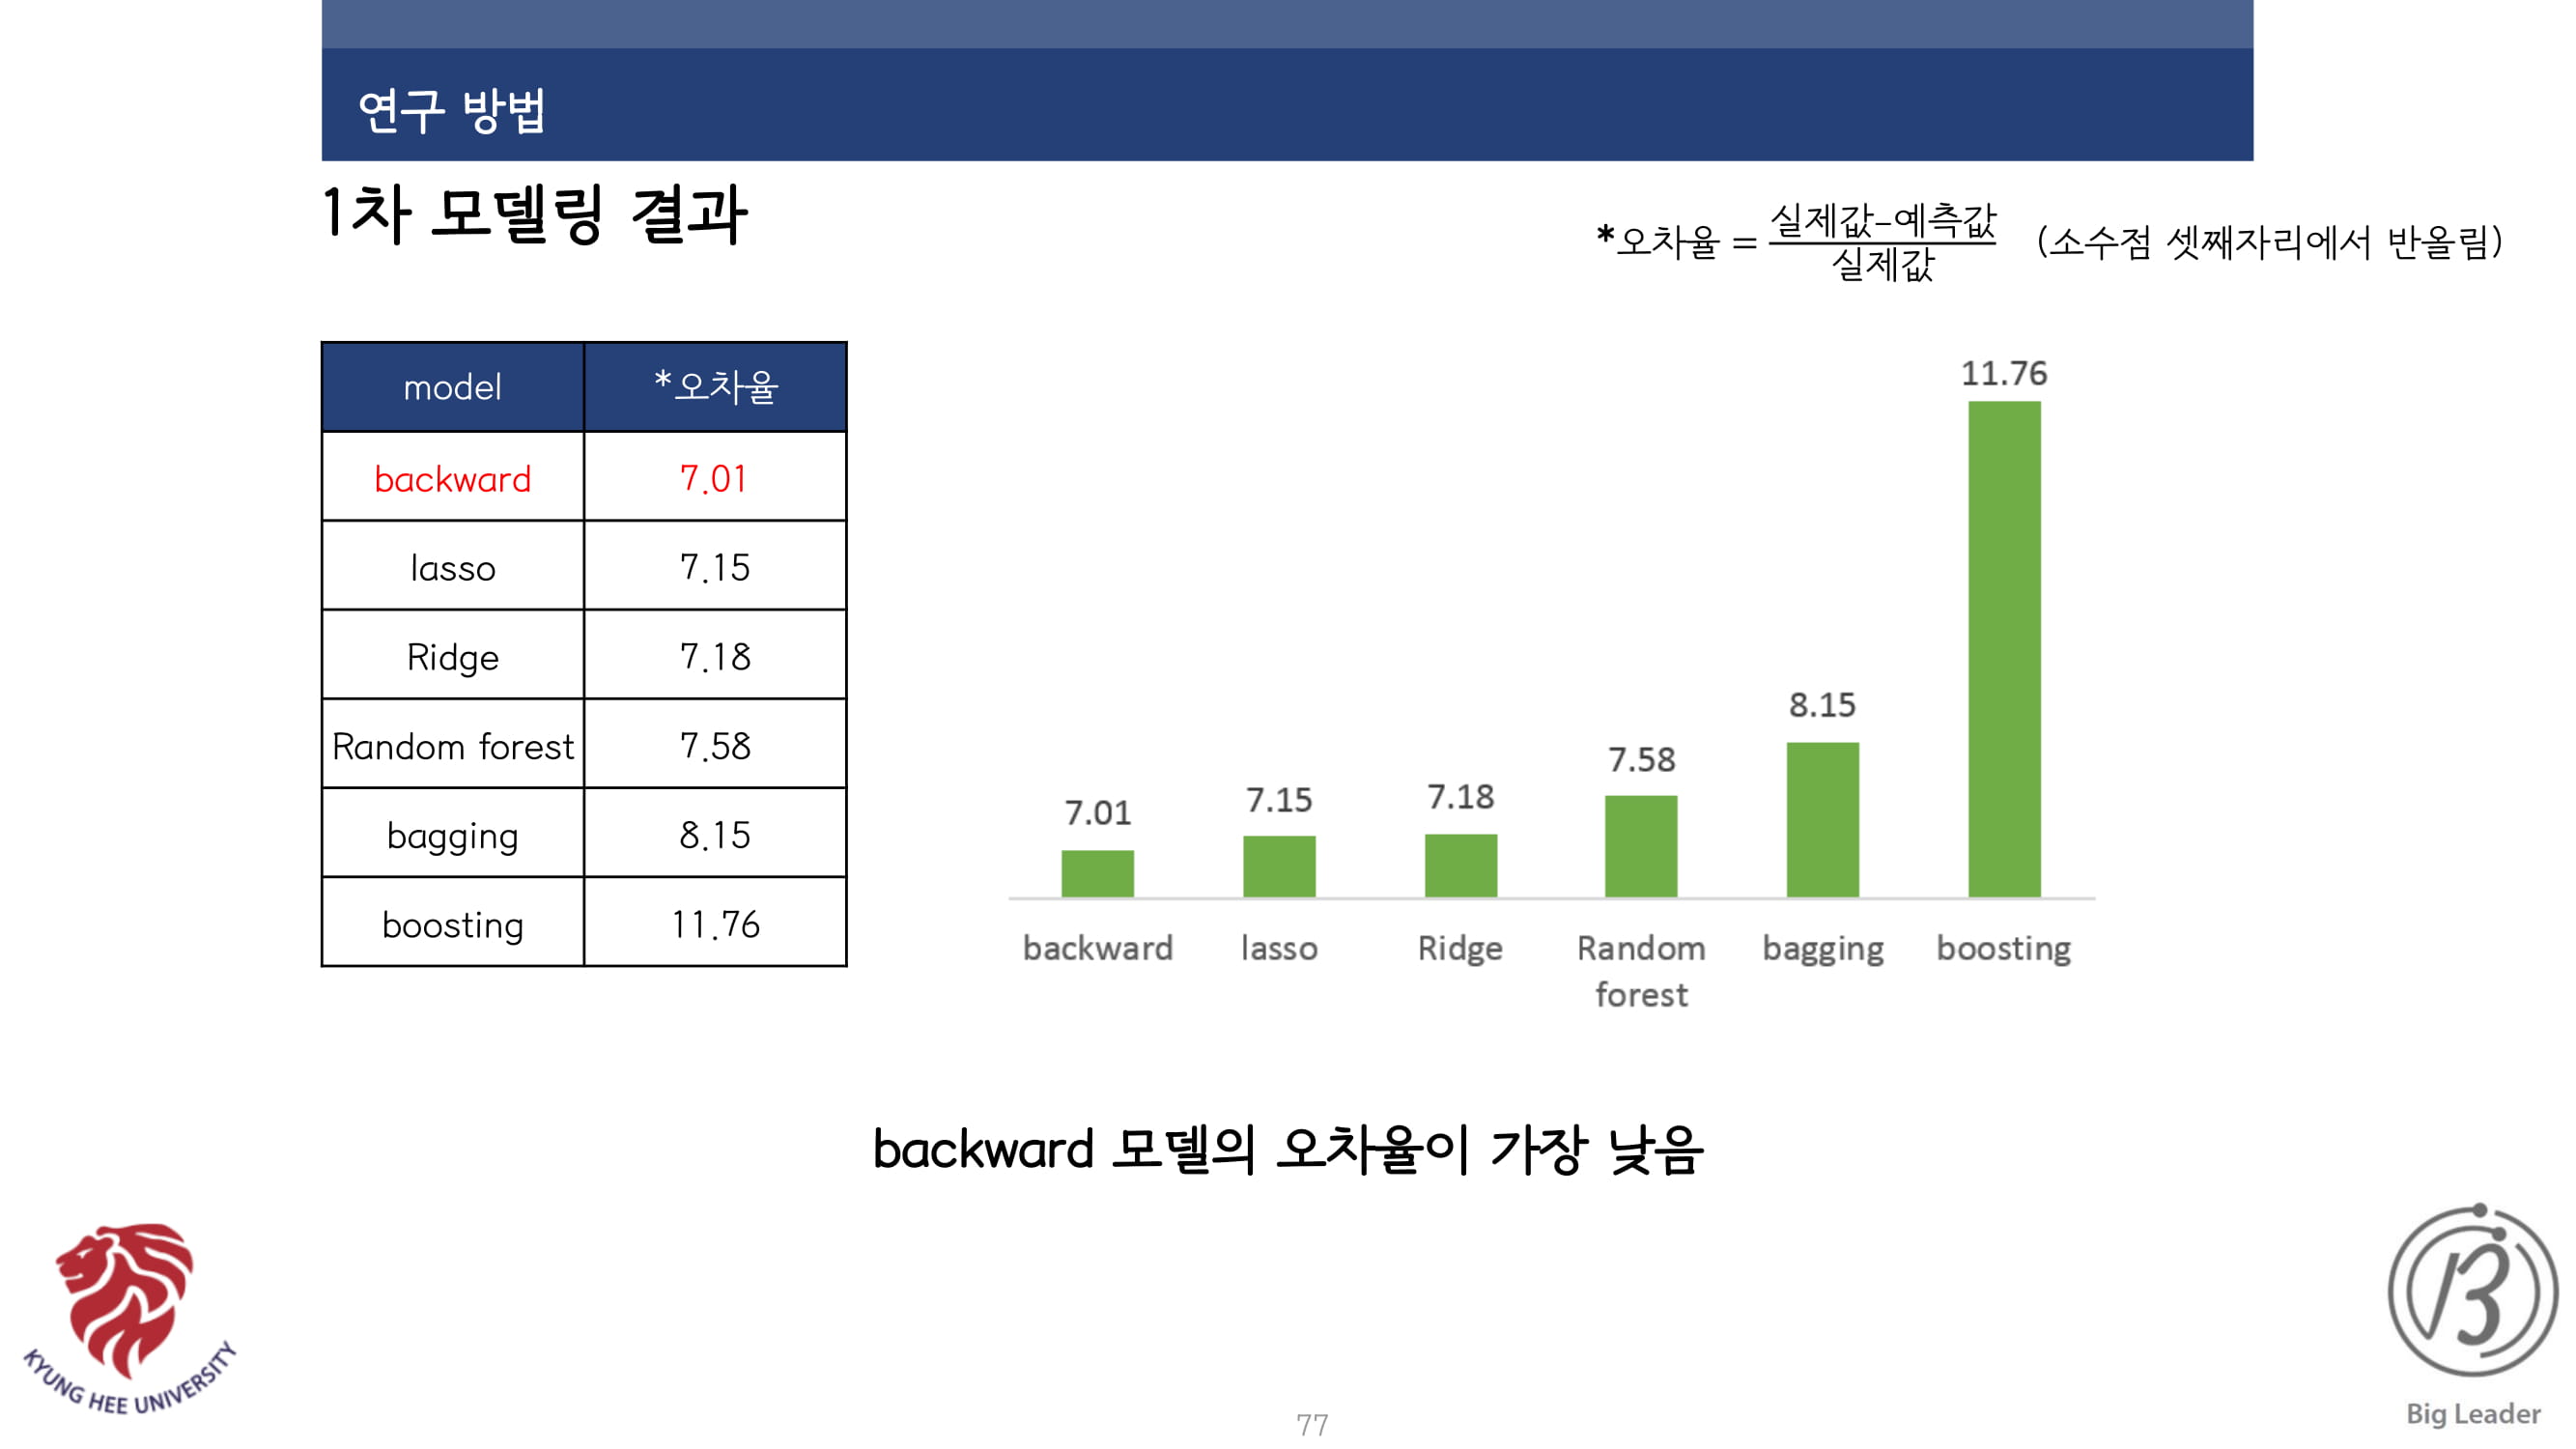 연구 방법
1차 모델링 결과
*오차율 = 실제값-예측값 / 실제값 (소수점 셋째자리에서 반올림)
model *오차율
backward 7.01
lasso 7.15
Ridge 7.18
Random forest 7.58
bagging 8.15
boosting 11.76
7.01 7.15 7.18 7.58 8.15 11.76
backward lasso Ridge Random forest bagging boosting
backward 모델의 오차율이 가장 낮음
KYUNG HEE UNIVERSITY
77
Big Leader